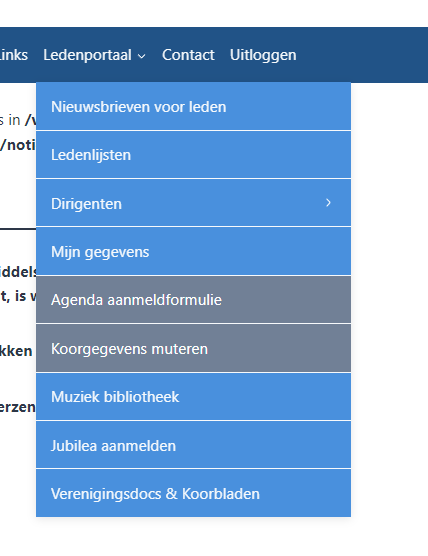 inks Ledenportaal Contact Uitloggen
Nieuwsbrieven voor leden
s in /v
/noti
Ledenlijsten
Dirigenten
Mijn gegevens
iddels
t, is v
Agenda aanmeldformulie
Koorgegevens muteren
kken
Muziek bibliotheek
erzen
Jubilea aanmelden
Verenigingsdocs & Koorbladen